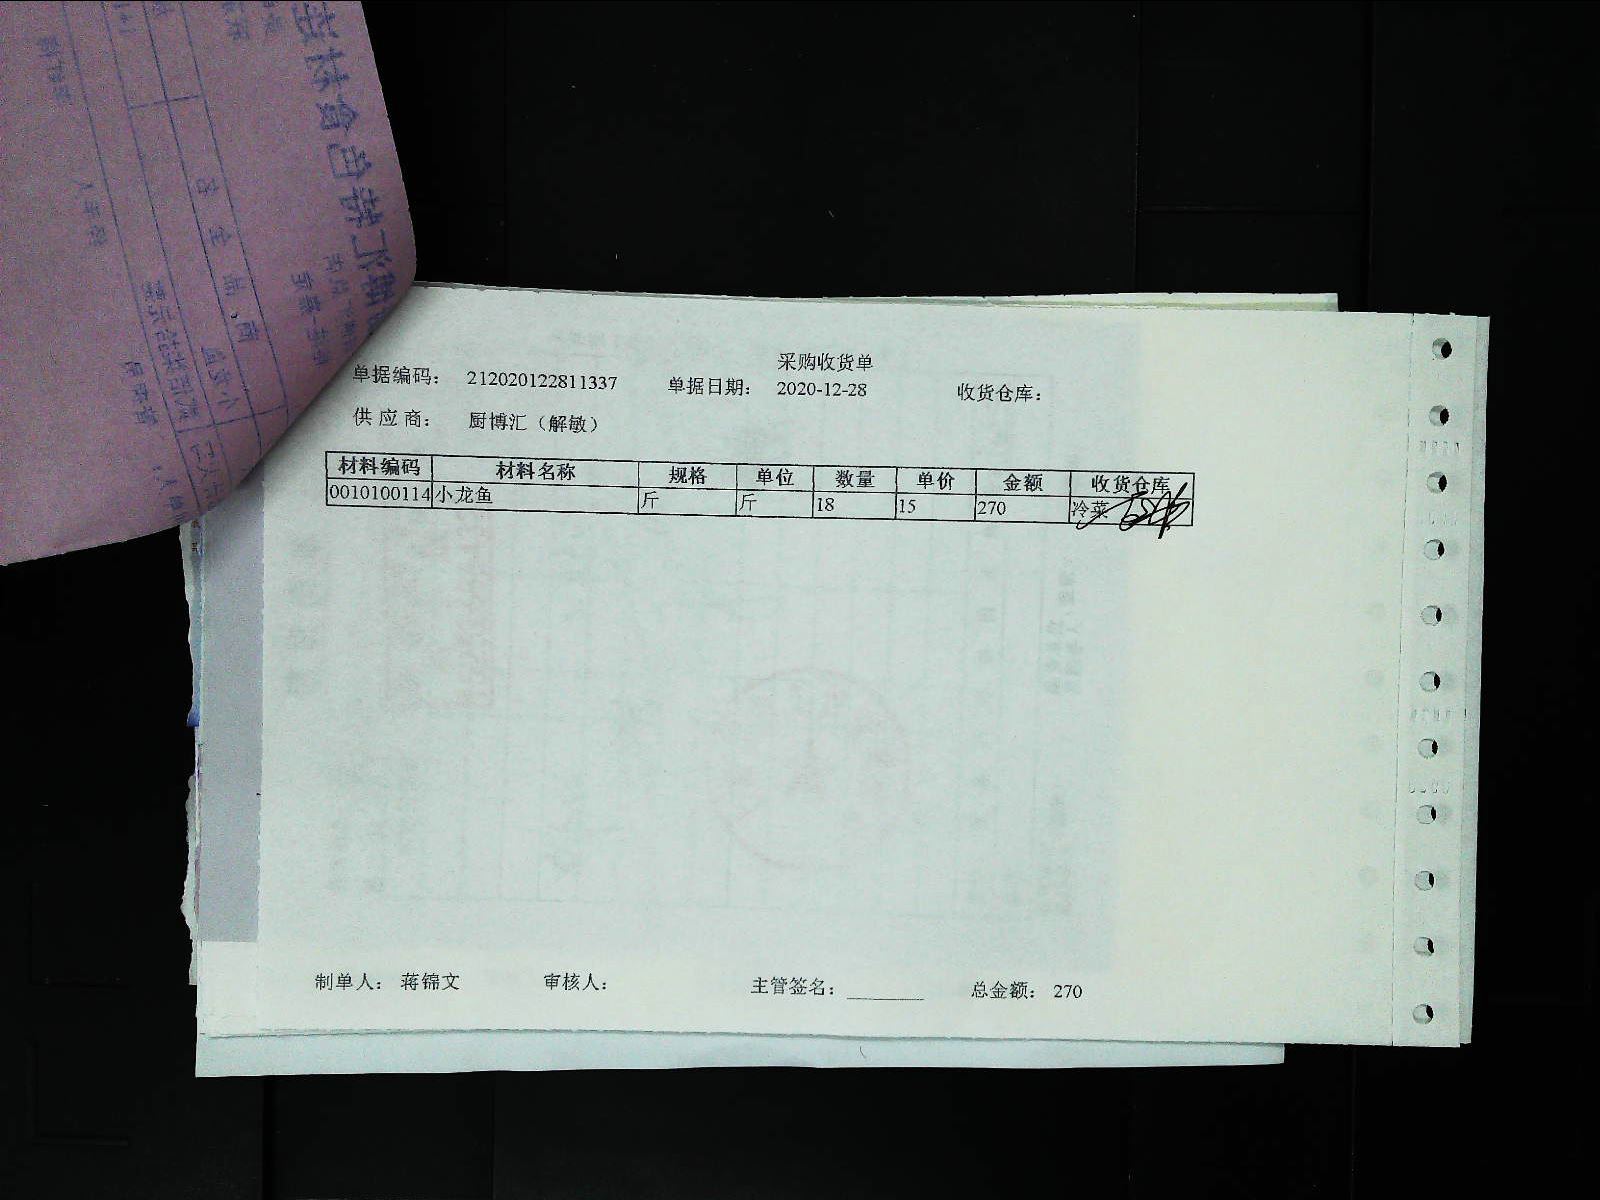 采购收货单
单据编码： 212020122811337 单据日期： 2020-12-28 收货仓库：
供 应 商： 厨博汇（解敏）
材料编码 材料名称 规格 单位 数量 单价 金额 收货仓库
0010100114 小龙鱼 斤 斤 18 15 270 冷菜
制单人： 蒋锦文 审核人： 主管签名： ________ 总金额： 270